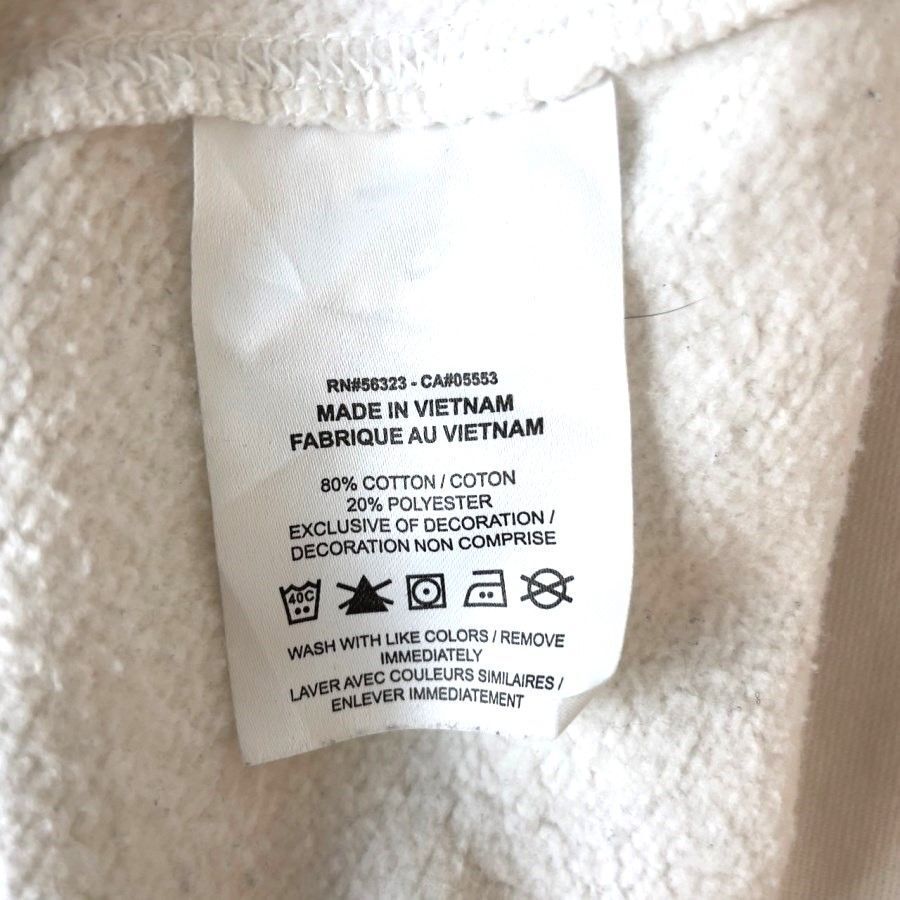 RN#56323 - CA#05553
MADE IN VIETNAM
FABRIQUE AU VIETNAM
80% COTTON / COTON
20% POLYESTER
EXCLUSIVE OF DECORATION /
DECORATION NON COMPRISE
40C
WASH WITH LIKE COLORS / REMOVE
IMMEDIATELY
LAVER AVEC COULEURS SIMILAIRES /
ENLEVER IMMEDIATEMENT